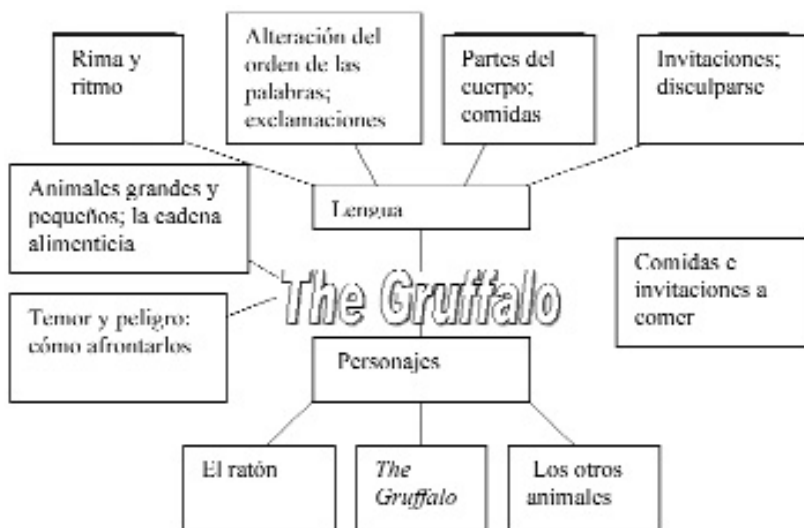 Rima y
ritmo
Alteración del
orden de las
palabras;
exclamaciones
Partes del
cuerpo;
comidas
Invitaciones;
disculparse
Animales grandes y
pequeños; la cadena
alimenticia
Lengua
Comidas e
invitaciones a
comer
The Gruffalo
Temor y peligro:
cómo afrontarlos
Personajes
El ratón
The
Gruffalo
Los otros
animales